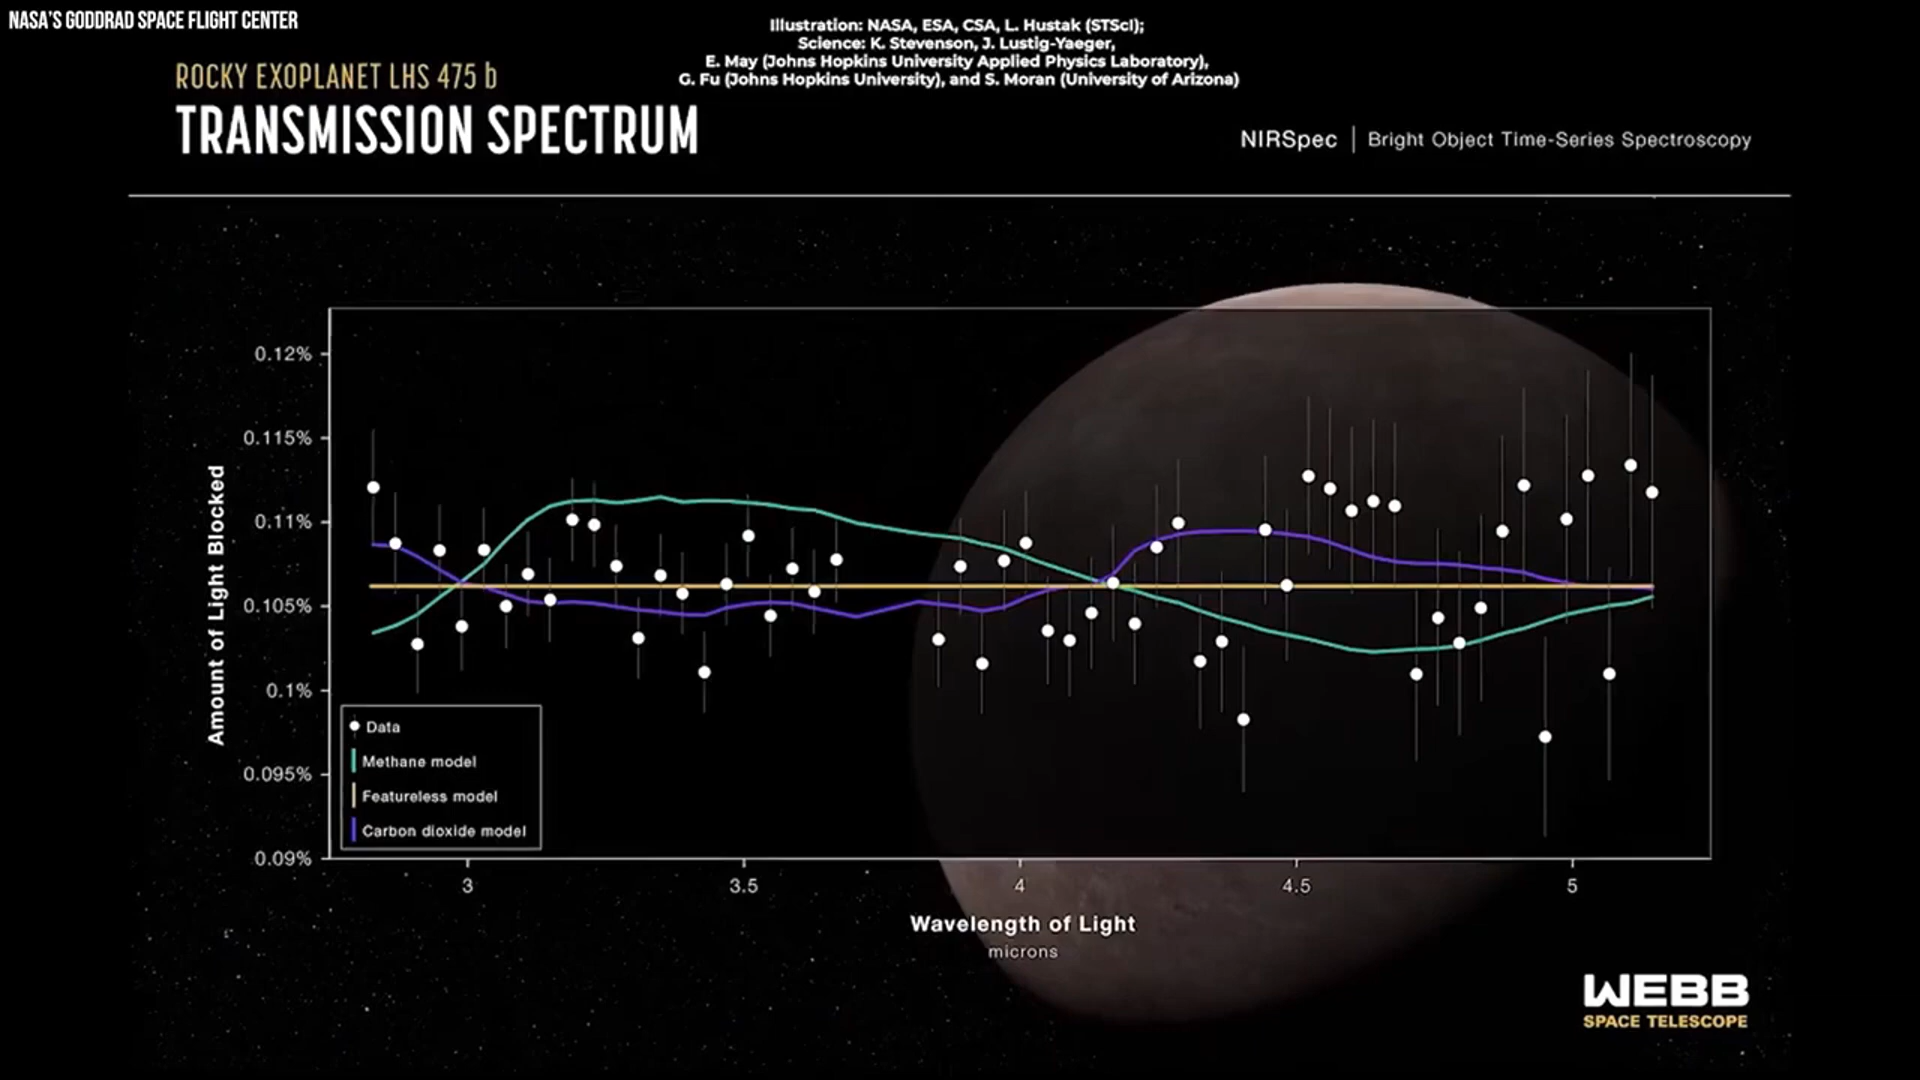 NASA'S GODDRAD SPACE FLIGHT CENTER
Illustration: NASA, ESA, CSA, L. Hustak (STScI);
Science: K. Stevenson, J. Lustig-Yaeger,
E. May (Johns Hopkins University Applied Physics Laboratory),
G. Fu (Johns Hopkins University), and S. Moran (University of Arizona)
ROCKY EXOPLANET LHS 475 b
TRANSMISSION SPECTRUM
NIRSpec | Bright Object Time-Series Spectroscopy
Amount of Light Blocked
0.12%
0.115%
0.11%
0.105%
0.1%
0.095%
0.09%
Data
Methane model
Featureless model
Carbon dioxide model
3 3.5 4 4.5 5
Wavelength of Light
microns
WEBB
SPACE TELESCOPE